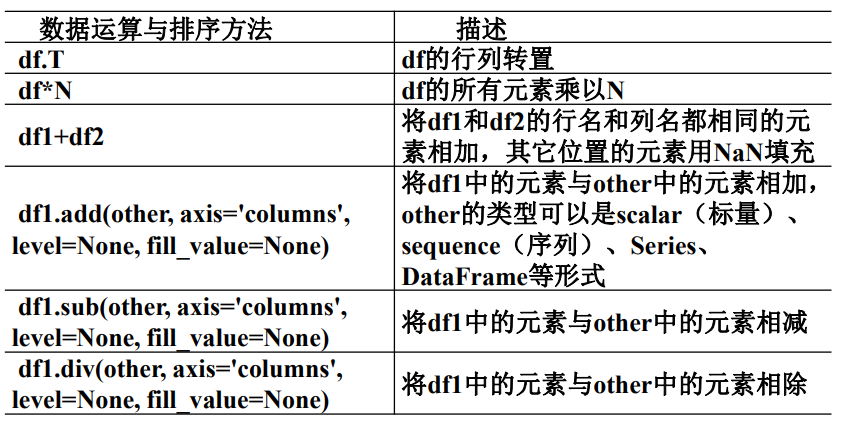 数据运算与排序方法
描述
df.T
df的行列转置
df*N
df的所有元素乘以N
df1+df2
将df1和df2的行名和列名都相同的元
素相加，其它位置的元素用NaN填充
df1.add(other, axis='columns',
level=None, fill_value=None)
将df1中的元素与other中的元素相加，
other的类型可以是scalar（标量）、
sequence（序列）、Series、
DataFrame等形式
df1.sub(other, axis='columns',
level=None, fill_value=None)
将df1中的元素与other中的元素相减
df1.div(other, axis='columns',
level=None, fill_value=None)
将df1中的元素与other中的元素相除